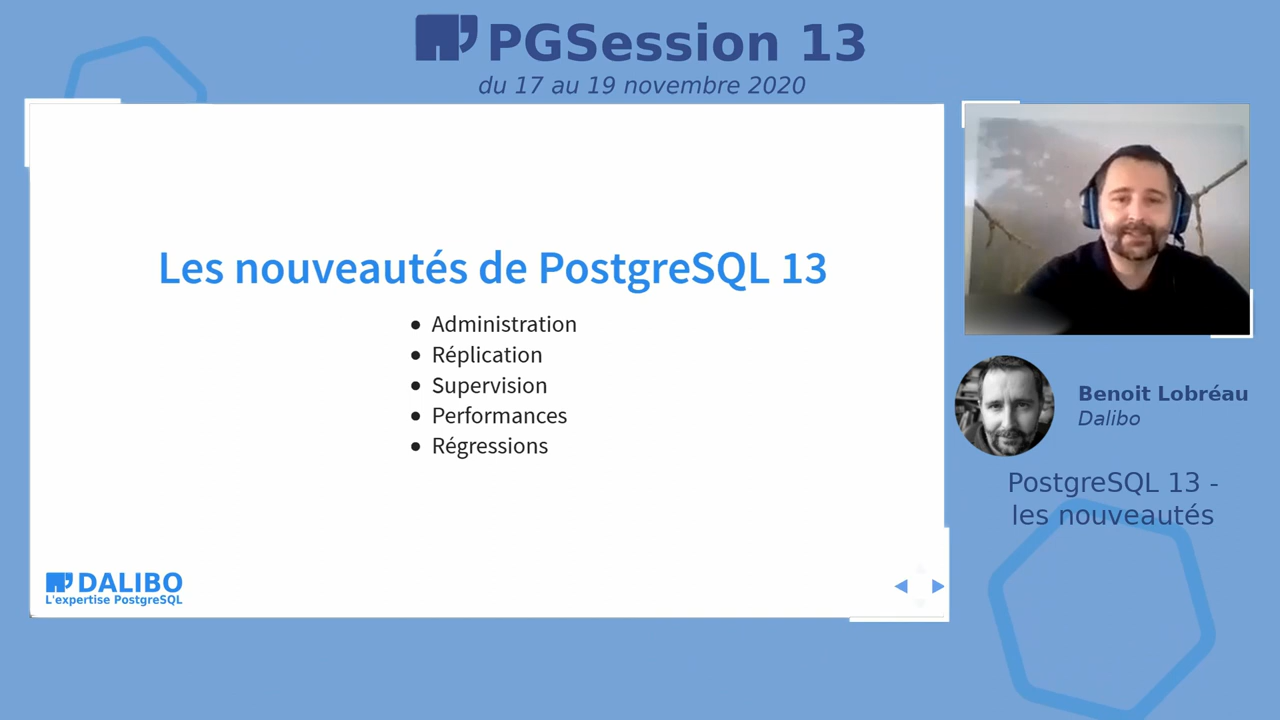 PGSession 13
du 17 au 19 novembre 2020
Les nouveautés de PostgreSQL 13
• Administration
• Réplication
• Supervision
• Performances
• Régressions
DALIBO
L'expertise PostgreSQL
Benoit Lobréau
Dalibo
PostgreSQL 13 -
les nouveautés